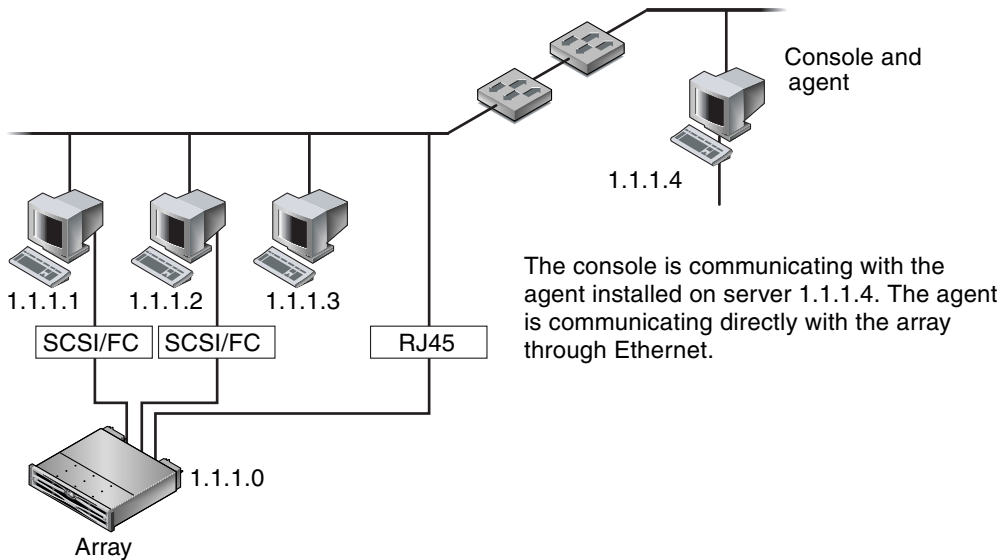 Console and
agent
1.1.1.4
1.1.1.1
1.1.1.2
1.1.1.3
The console is communicating with the
agent installed on server 1.1.1.4. The agent
is communicating directly with the array
through Ethernet.
SCSI/FC
SCSI/FC
RJ45
1.1.1.0
Array